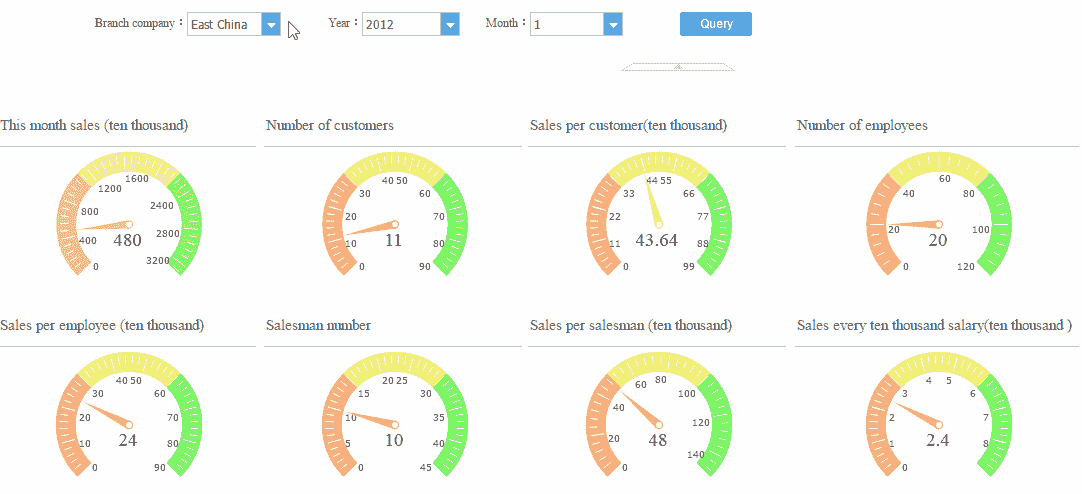 Branch company： East China Year： 2012 Month： 1 Query
This month sales (ten thousand) Number of customers Sales per customer(ten thousand) Number of employees
0 400 800 1200 1600 2400 2800 3200 480
0 10 20 30 40 50 60 70 80 90 11
0 11 22 33 44 55 66 77 88 99 43.64
0 20 40 60 80 100 120 20
Sales per employee (ten thousand) Salesman number Sales per salesman (ten thousand) Sales every ten thousand salary(ten thousand )
0 10 20 30 40 50 60 70 80 90 24
0 5 10 15 20 25 30 35 40 45 10
0 20 40 60 80 100 120 140 48
0 1 2 3 4 5 6 7 8 2.4